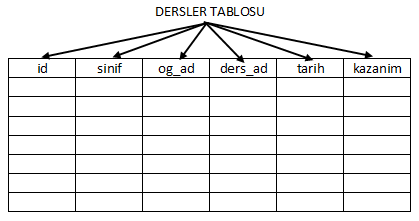 DERSLER TABLOSU
id sinif og_ad ders_ad tarih kazanim